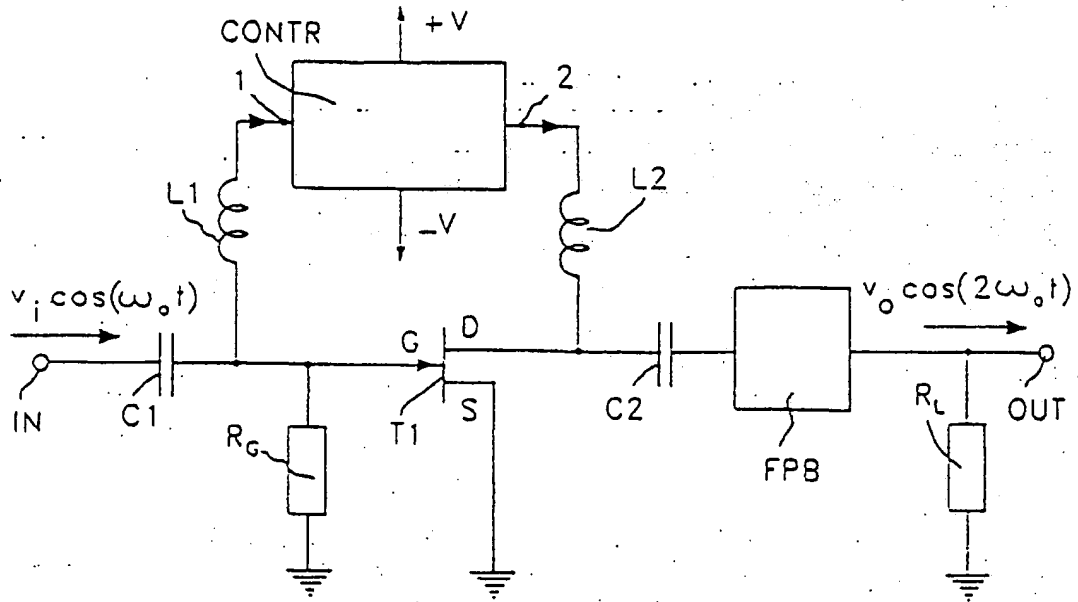 CONTR
+V
1
2
L1
L2
−V
v_i cos(ω_o t)
v_o cos(2ω_o t)
G
D
S
IN
C1
T1
C2
R_G
R_L
OUT
FPB